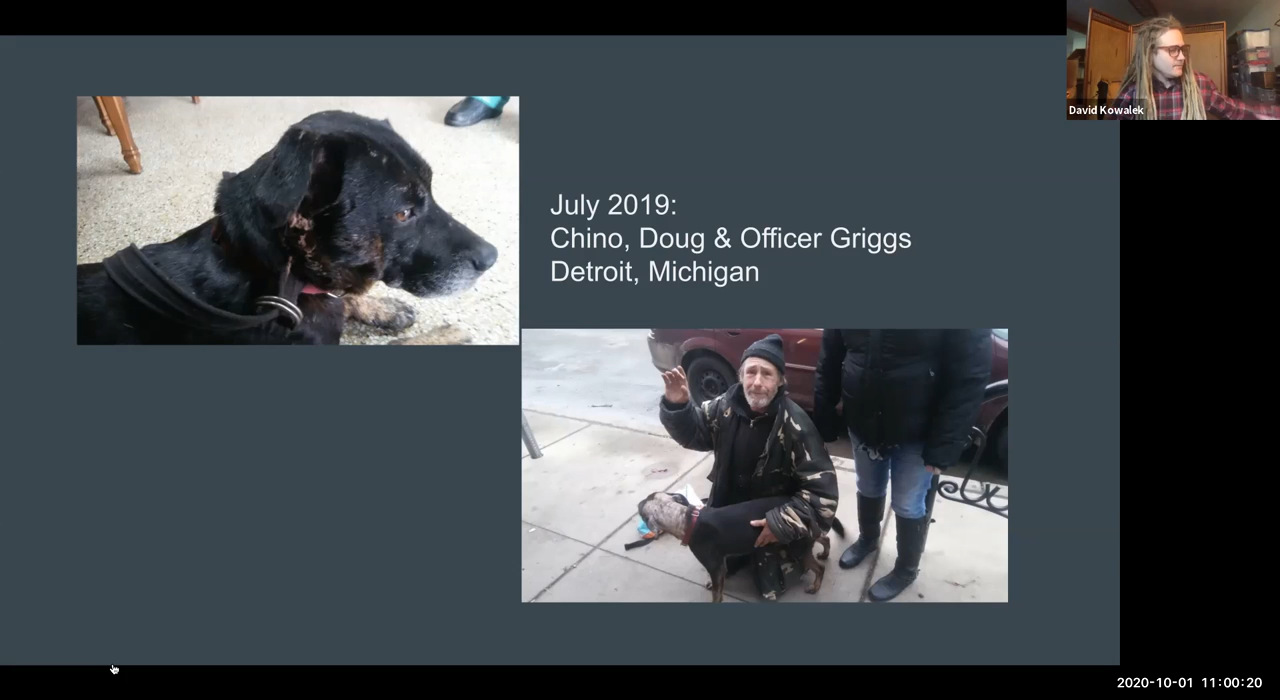 David Kowalek
July 2019:
Chino, Doug & Officer Griggs
Detroit, Michigan
2020-10-01 11:00:20